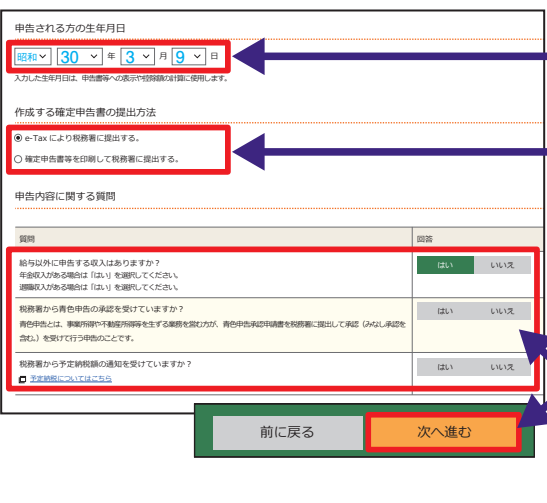 申告される方の生年月日
昭和 30 年 3 月 9 日
入力した生年月日は、申告書等への表示や控除額の計算に使用します。
作成する確定申告書の提出方法
e-Tax により税務署に提出する。
確定申告書等を印刷して税務署に提出する。
申告内容に関する質問
質問 回答
給与以外に申告する収入はありますか？
年金収入がある場合は「はい」を選択してください。
退職収入がある場合は「はい」を選択してください。
はい いいえ
税務署から青色申告の承認を受けていますか？
青色申告とは、事業所得や不動産所得等を生ずる業務を営む方が、青色申告承認申請書を税務署に提出して承認（みなし承認を
含む。）を受けて行う申告のことです。
はい いいえ
税務署から予定納税額の通知を受けていますか？
予定納税についてはこちら
はい いいえ
前に戻る 次へ進む